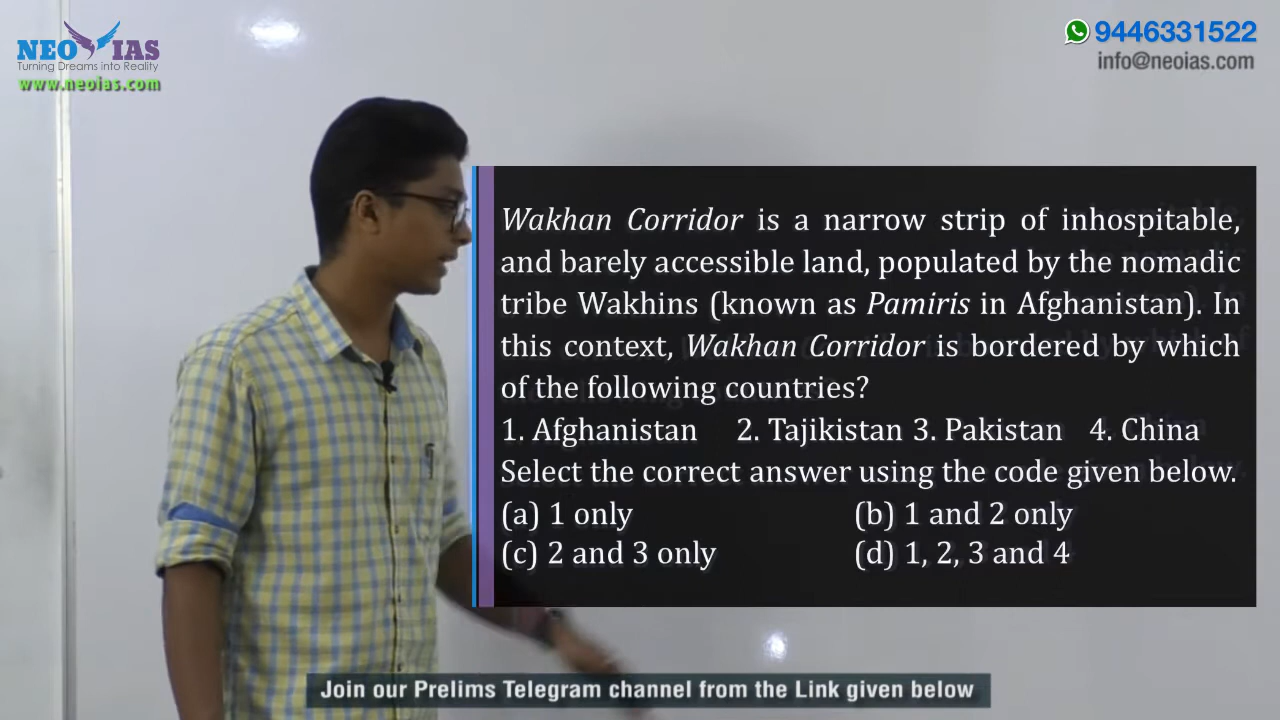 NEO IAS
Turning Dreams into Reality
www.neoias.com
9446331522
info@neoias.com
Wakhan Corridor is a narrow strip of inhospitable,
and barely accessible land, populated by the nomadic
tribe Wakhins (known as Pamiris in Afghanistan). In
this context, Wakhan Corridor is bordered by which
of the following countries?
1. Afghanistan 2. Tajikistan 3. Pakistan 4. China
Select the correct answer using the code given below.
(a) 1 only (b) 1 and 2 only
(c) 2 and 3 only (d) 1, 2, 3 and 4
Join our Prelims Telegram channel from the Link given below